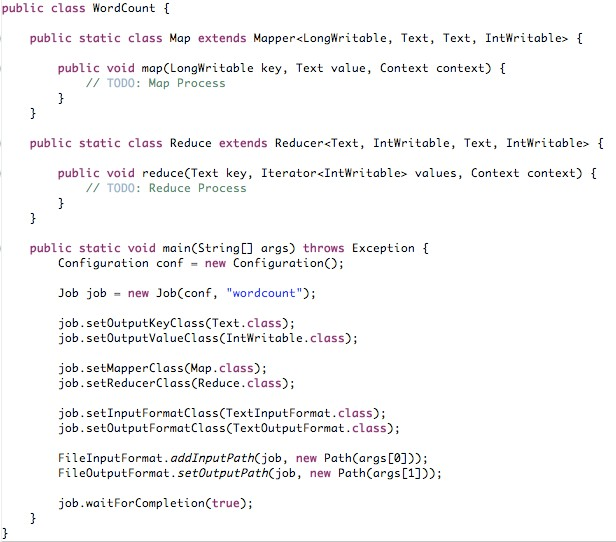 public class WordCount {
public static class Map extends Mapper<LongWritable, Text, Text, IntWritable> {
public void map(LongWritable key, Text value, Context context) {
// TODO: Map Process
}
}
public static class Reduce extends Reducer<Text, IntWritable, Text, IntWritable> {
public void reduce(Text key, Iterator<IntWritable> values, Context context) {
// TODO: Reduce Process
}
}
public static void main(String[] args) throws Exception {
Configuration conf = new Configuration();
Job job = new Job(conf, "wordcount");
job.setOutputKeyClass(Text.class);
job.setOutputValueClass(IntWritable.class);
job.setMapperClass(Map.class);
job.setReducerClass(Reduce.class);
job.setInputFormatClass(TextInputFormat.class);
job.setOutputFormatClass(TextOutputFormat.class);
FileInputFormat.addInputPath(job, new Path(args[0]));
FileOutputFormat.setOutputPath(job, new Path(args[1]));
job.waitForCompletion(true);
}
}